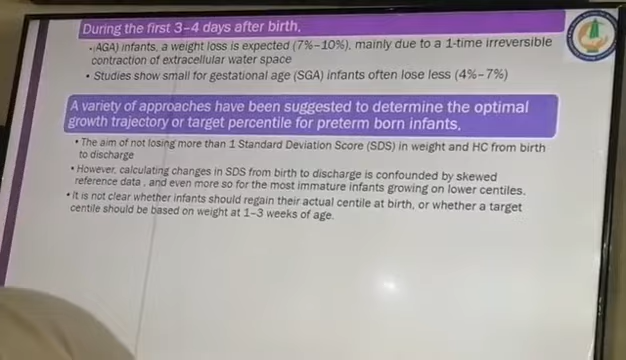 During the first 3–4 days after birth,
• (AGA) infants, a weight loss is expected (7%–10%), mainly due to a 1-time irreversible
contraction of extracellular water space
• Studies show small for gestational age (SGA) infants often lose less (4%–7%)
A variety of approaches have been suggested to determine the optimal
growth trajectory or target percentile for preterm born infants,
• The aim of not losing more than 1 Standard Deviation Score (SDS) in weight and HC from birth
to discharge
• However, calculating changes in SDS from birth to discharge is confounded by skewed
reference data , and even more so for the most immature infants growing on lower centiles.
• It is not clear whether infants should regain their actual centile at birth, or whether a target
centile should be based on weight at 1–3 weeks of age.